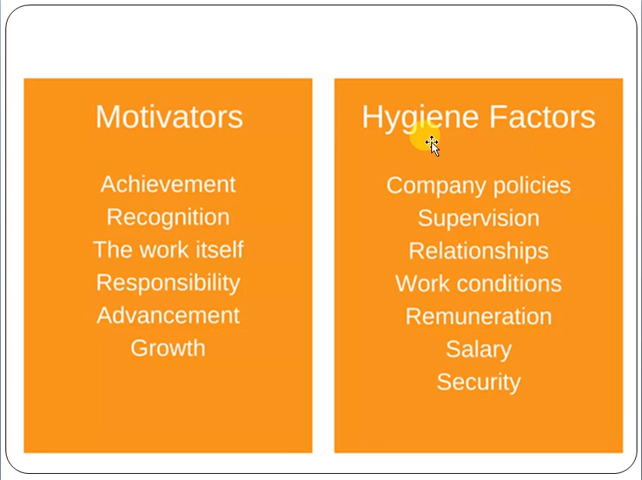 Motivators
Achievement
Recognition
The work itself
Responsibility
Advancement
Growth
Hygiene Factors
Company policies
Supervision
Relationships
Work conditions
Remuneration
Salary
Security